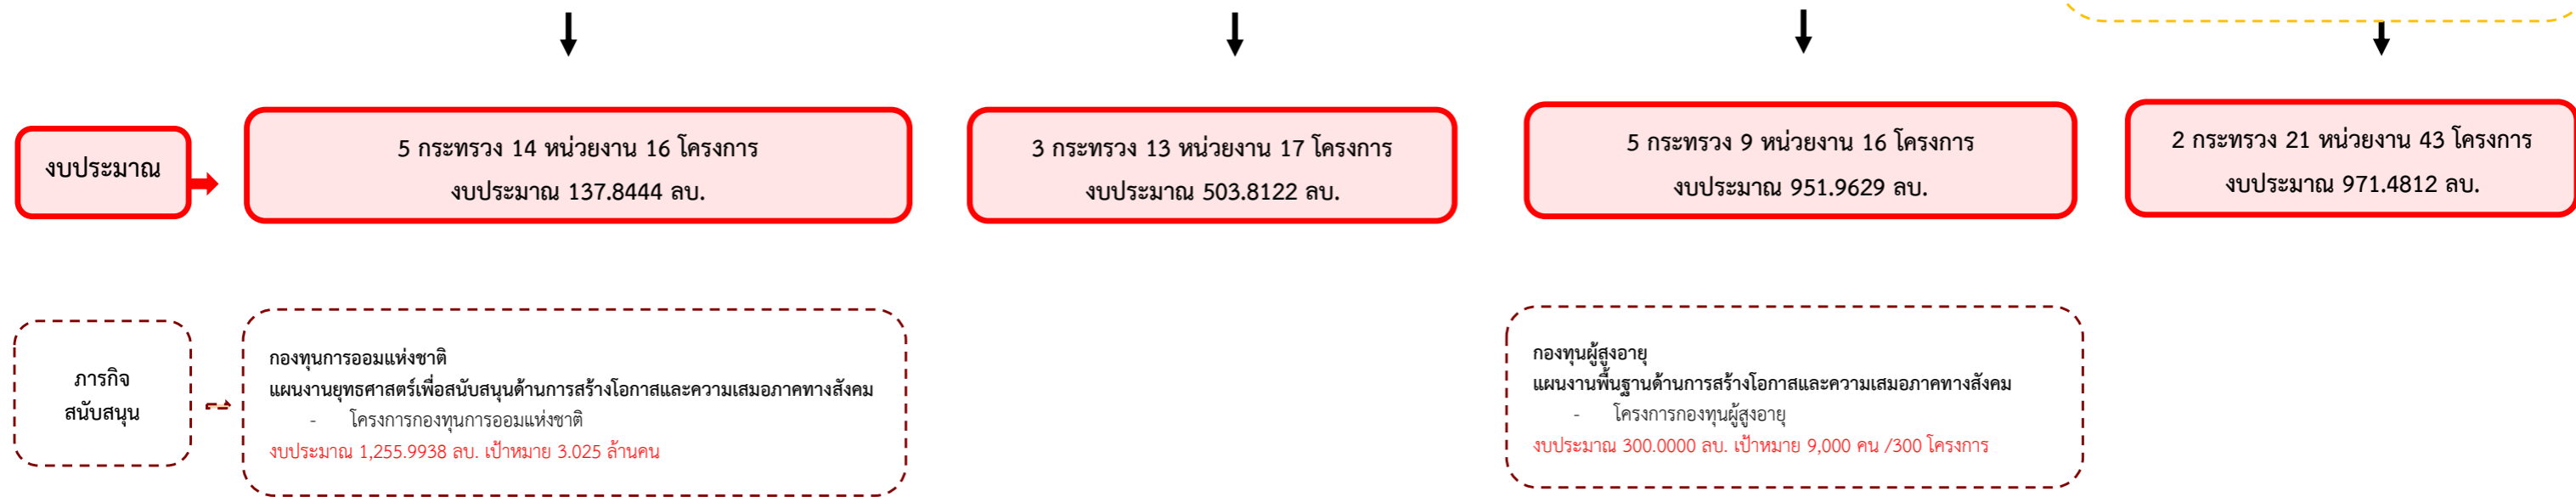 งบประมาณ
5 กระทรวง 14 หน่วยงาน 16 โครงการ
งบประมาณ 137.8444 ลบ.
3 กระทรวง 13 หน่วยงาน 17 โครงการ
งบประมาณ 503.8122 ลบ.
5 กระทรวง 9 หน่วยงาน 16 โครงการ
งบประมาณ 951.9629 ลบ.
2 กระทรวง 21 หน่วยงาน 43 โครงการ
งบประมาณ 971.4812 ลบ.
ภารกิจ
สนับสนุน
กองทุนการออมแห่งชาติ
แผนงานยุทธศาสตร์เพื่อสนับสนุนด้านการสร้างโอกาสและความเสมอภาคทางสังคม
- โครงการกองทุนการออมแห่งชาติ
งบประมาณ 1,255.9938 ลบ. เป้าหมาย 3.025 ล้านคน
กองทุนผู้สูงอายุ
แผนงานพื้นฐานด้านการสร้างโอกาสและความเสมอภาคทางสังคม
- โครงการกองทุนผู้สูงอายุ
งบประมาณ 300.0000 ลบ. เป้าหมาย 9,000 คน /300 โครงการ